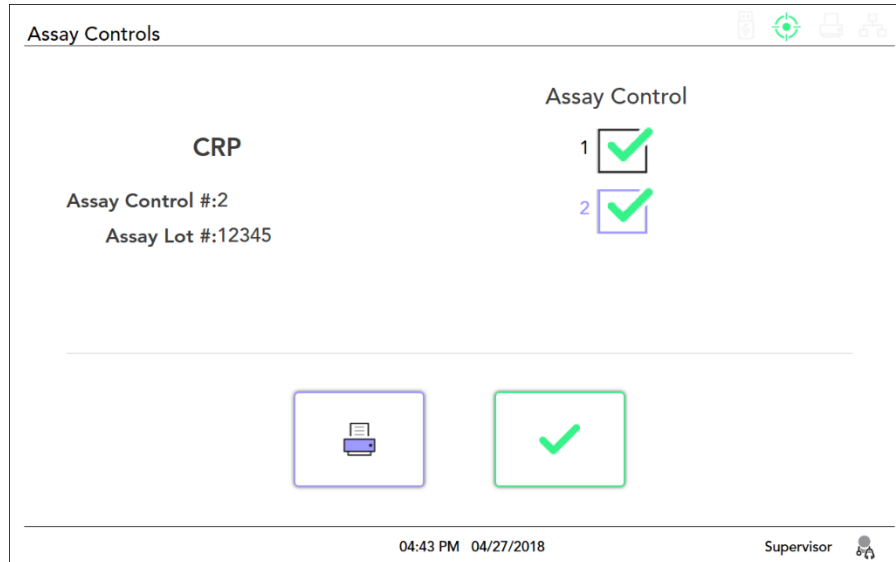 Assay Controls
Assay Control
CRP
1
Assay Control #:2
2
Assay Lot #:12345
04:43 PM 04/27/2018
Supervisor